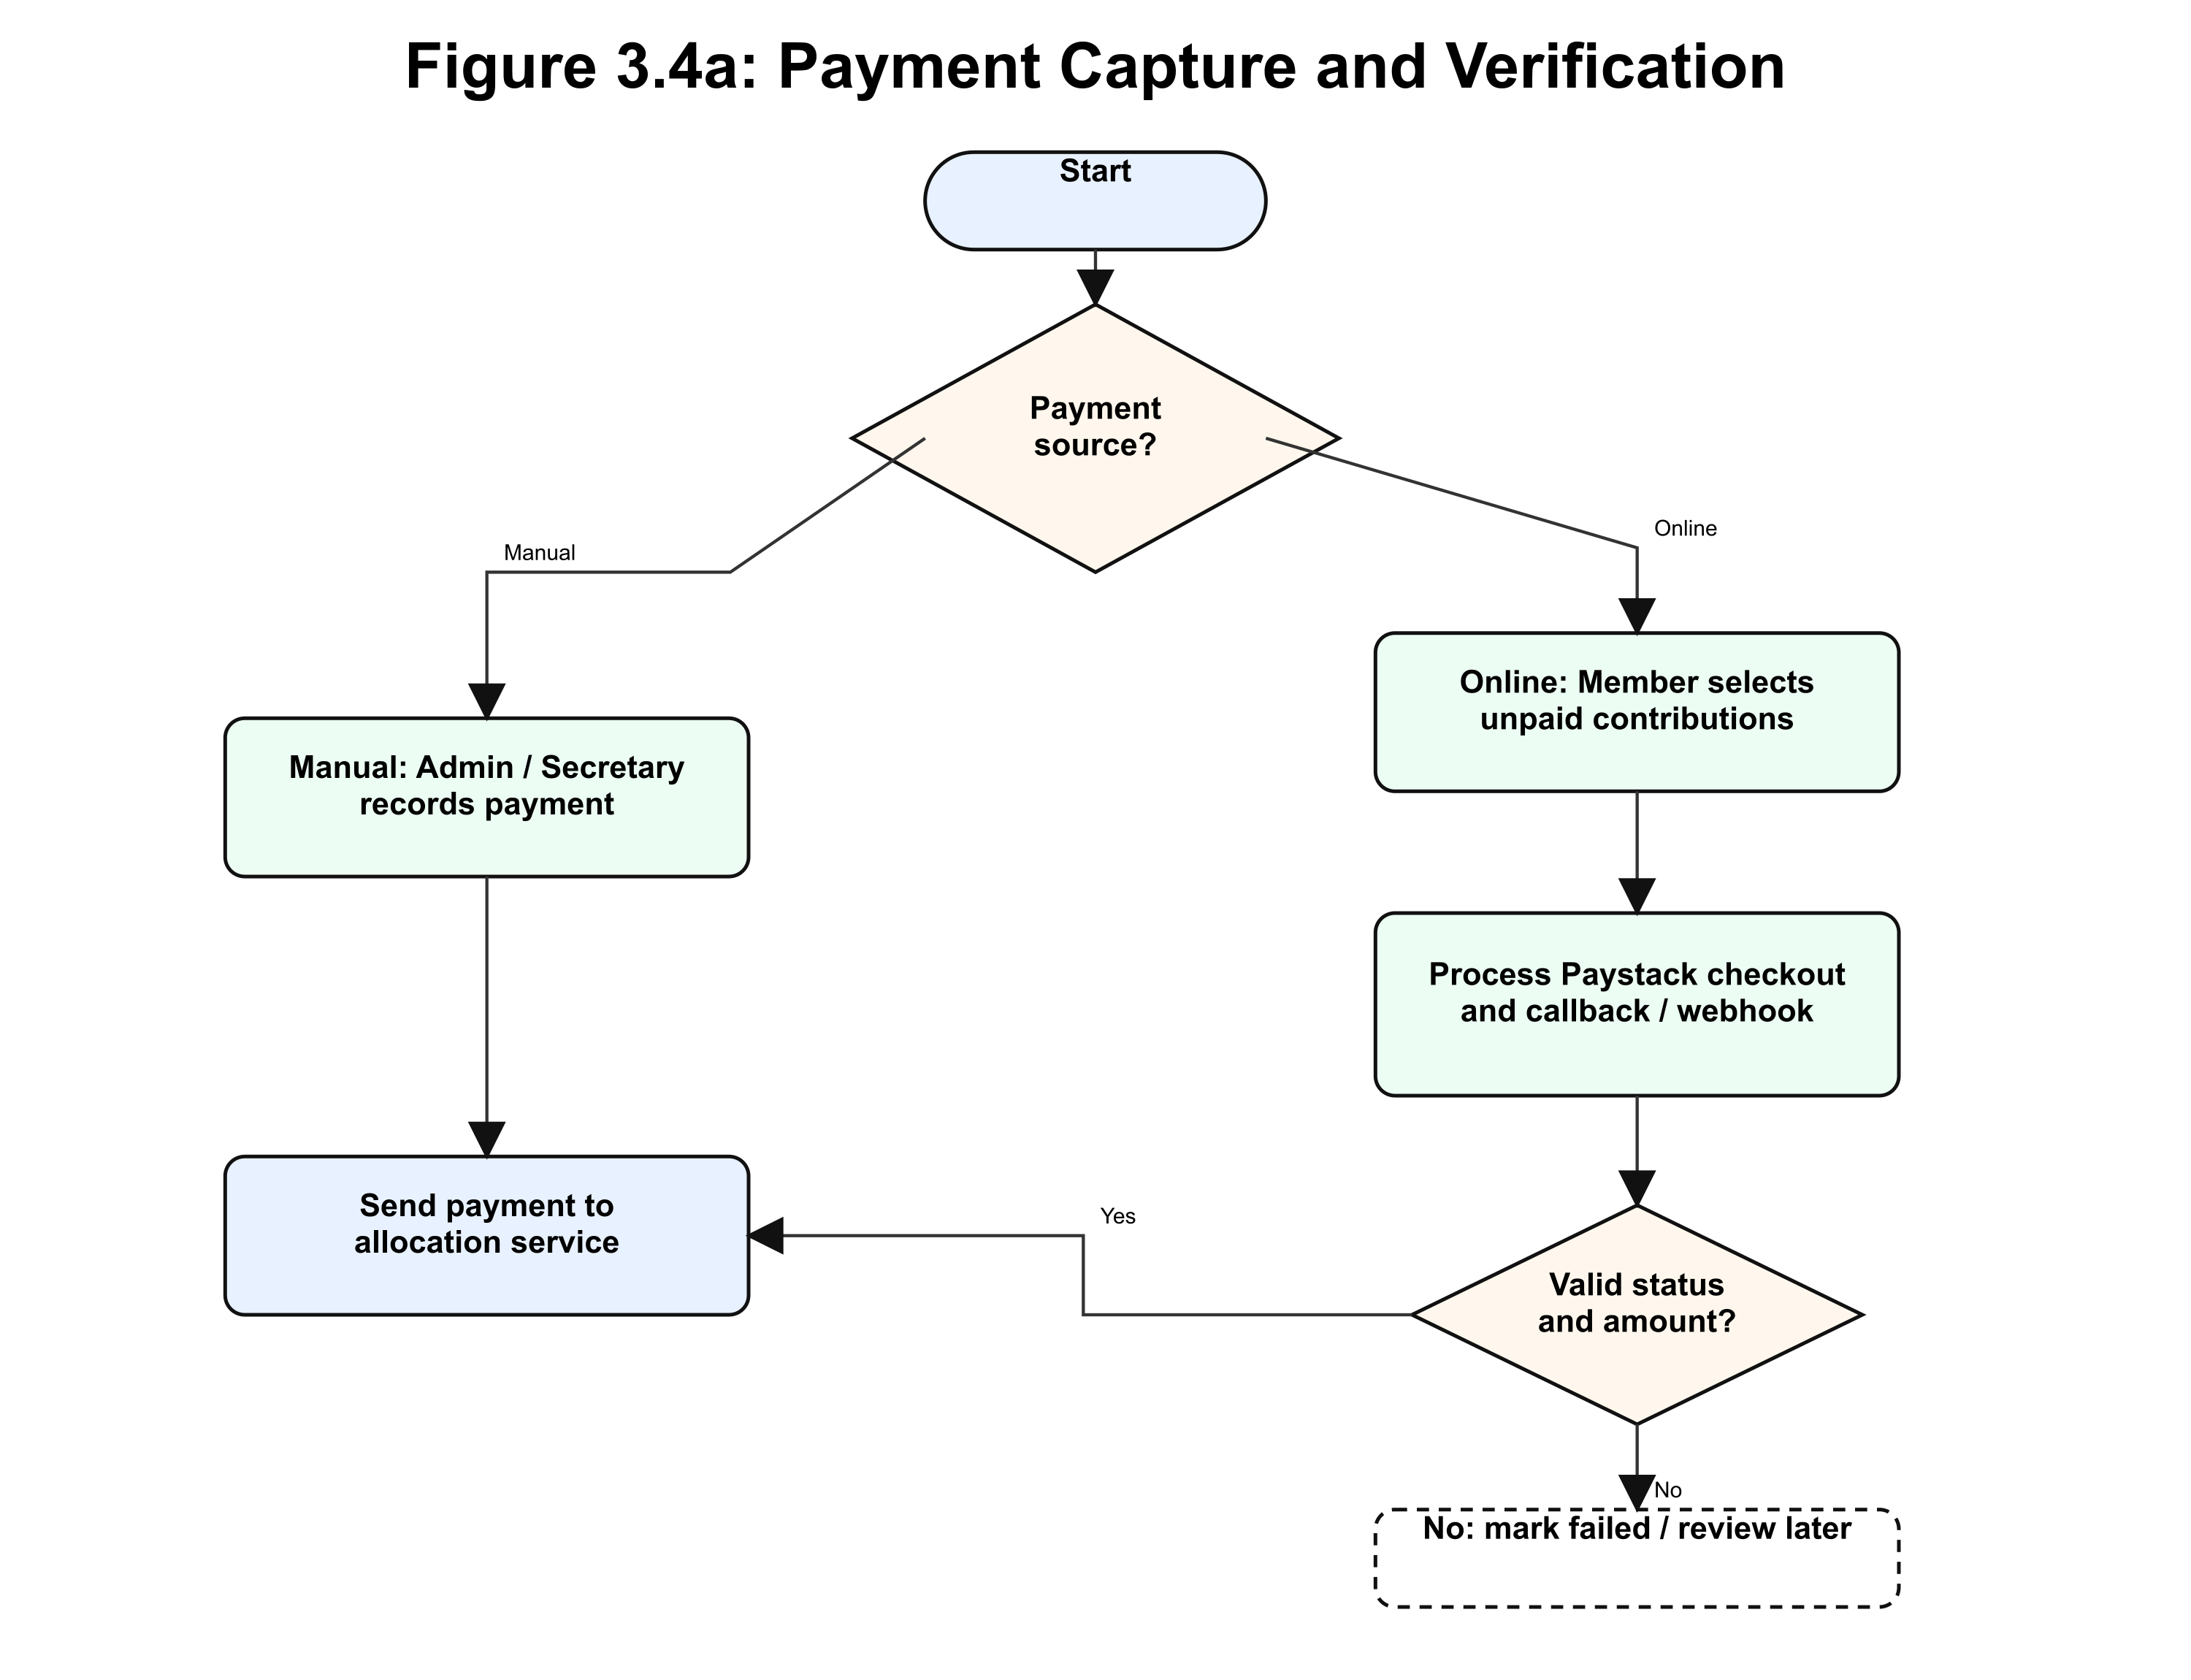 Figure 3.4a: Payment Capture and Verification
Start
Payment
source?
Manual
Online
Online: Member selects
unpaid contributions
Manual: Admin / Secretary
records payment
Process Paystack checkout
and callback / webhook
Send payment to
allocation service
Yes
Valid status
and amount?
No
No: mark failed / review later